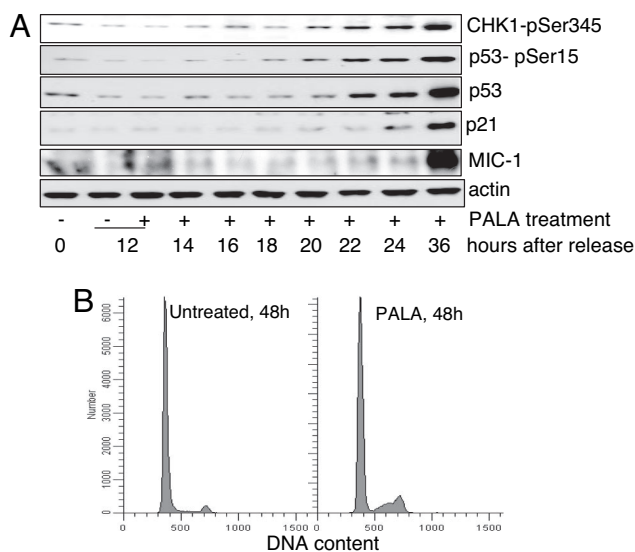 A
CHK1-pSer345
p53- pSer15
p53
p21
MIC-1
actin
- - + + + + + + + + PALA treatment
0 12 14 16 18 20 22 24 36 hours after release
B
Untreated, 48h
PALA, 48h
Number
6000
5000
4000
3000
2000
1000
0
0 500 1000 1500 0 500 1000 1500
DNA content